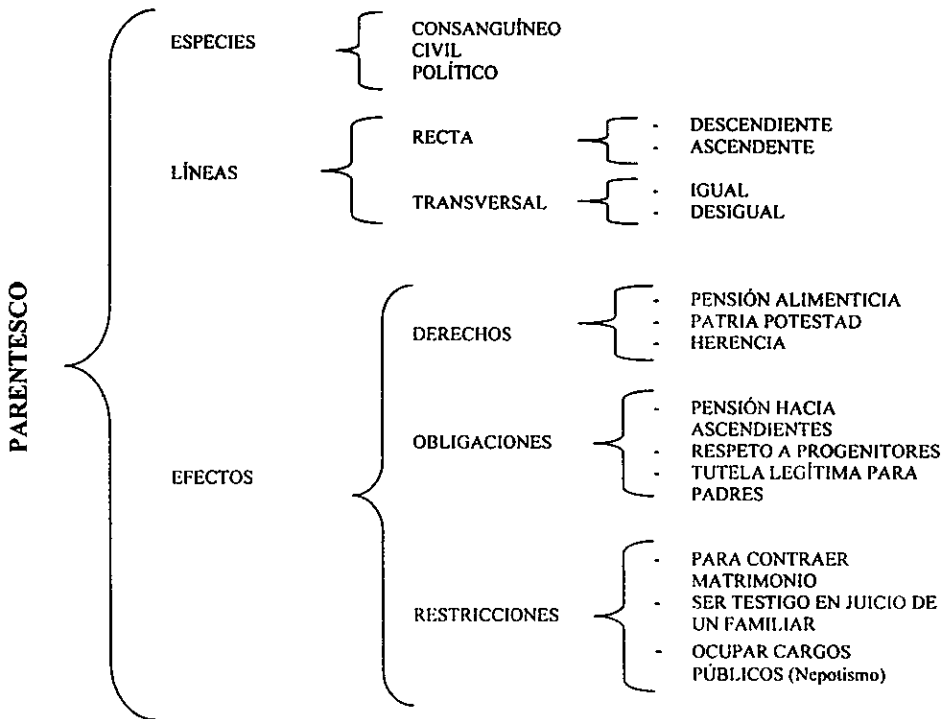 PARENTESCO
ESPECIES
CONSANGUÍNEO
CIVIL
POLÍTICO
LÍNEAS
RECTA
- DESCENDIENTE
- ASCENDENTE
TRANSVERSAL
- IGUAL
- DESIGUAL
EFECTOS
DERECHOS
- PENSIÓN ALIMENTICIA
- PATRIA POTESTAD
- HERENCIA
OBLIGACIONES
- PENSIÓN HACIA
ASCENDIENTES
- RESPETO A PROGENITORES
- TUTELA LEGÍTIMA PARA
PADRES
RESTRICCIONES
- PARA CONTRAER
MATRIMONIO
- SER TESTIGO EN JUICIO DE
UN FAMILIAR
- OCUPAR CARGOS
PÚBLICOS (Nepotismo)